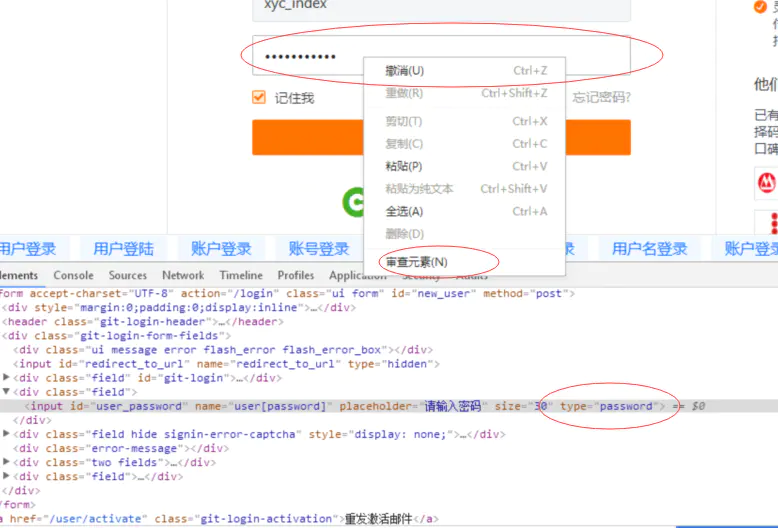 xyc_index
•••••••••••
记住我
忘记密码?
撤消(U) Ctrl+Z
重做(R) Ctrl+Shift+Z
剪切(T) Ctrl+X
复制(C) Ctrl+C
粘贴(P) Ctrl+V
粘贴为纯文本 Ctrl+Shift+V
全选(A) Ctrl+A
删除(D)
审查元素(N)
他们
已有
择码
口碑
用户登录 用户登陆 账户登录 账号登录 用户名登录 账户登录
lements Console Sources Network Timeline Profiles Application Security Audits
form accept-charset="UTF-8" action="/login" class="ui form" id="new_user" method="post">
<div style="margin:0;padding:0;display:inline">…</div>
<header class="git-login-header">…</header>
<div class="git-login-form-fields">
<div class="ui message error flash_error flash_error_box"></div>
<input id="redirect_to_url" name="redirect_to_url" type="hidden">
<div class="field" id="git-login">…</div>
<div class="field">
<input id="user_password" name="user[password]" placeholder="请输入密码" size="30" type="password"> == $0
</div>
<div class="field hide signin-error-captcha" style="display: none;">…</div>
<div class="error-message"></div>
<div class="two fields">…</div>
<div class="field">…</div>
</div>
/form>
a href="/user/activate" class="git-login-activation">重发激活邮件</a>